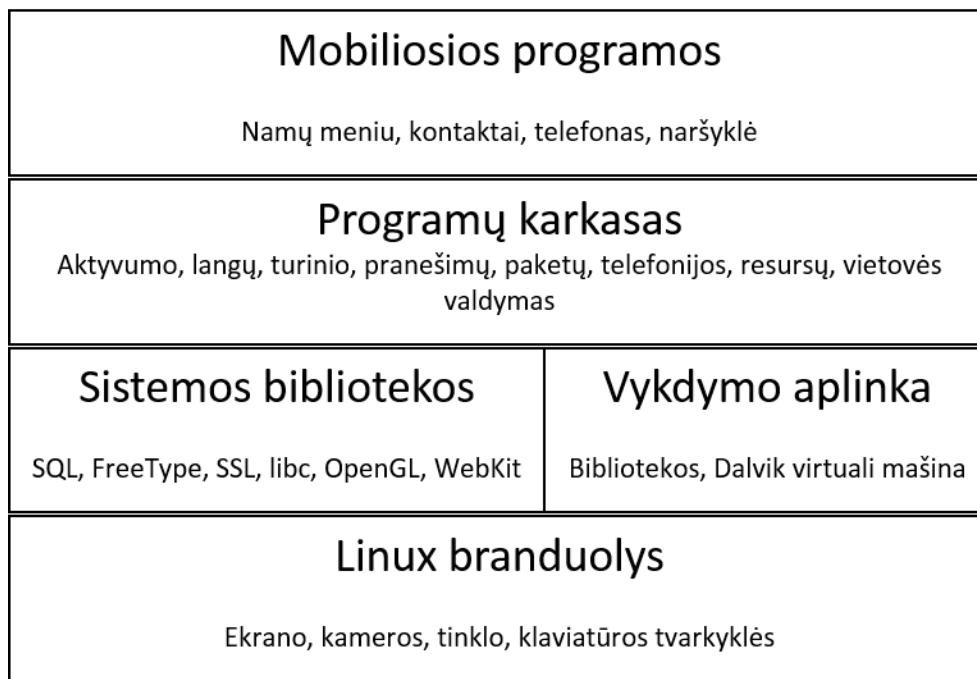 Mobiliosios programos
Namų meniu, kontaktai, telefonas, naršyklė
Programų karkasas
Aktyvumo, langų, turinio, pranešimų, paketų, telefonijos, resursų, vietovės
valdymas
Sistemos bibliotekos
SQL, FreeType, SSL, libc, OpenGL, WebKit
Vykdymo aplinka
Bibliotekos, Dalvik virtuali mašina
Linux branduolys
Ekrano, kameros, tinklo, klaviatūros tvarkyklės